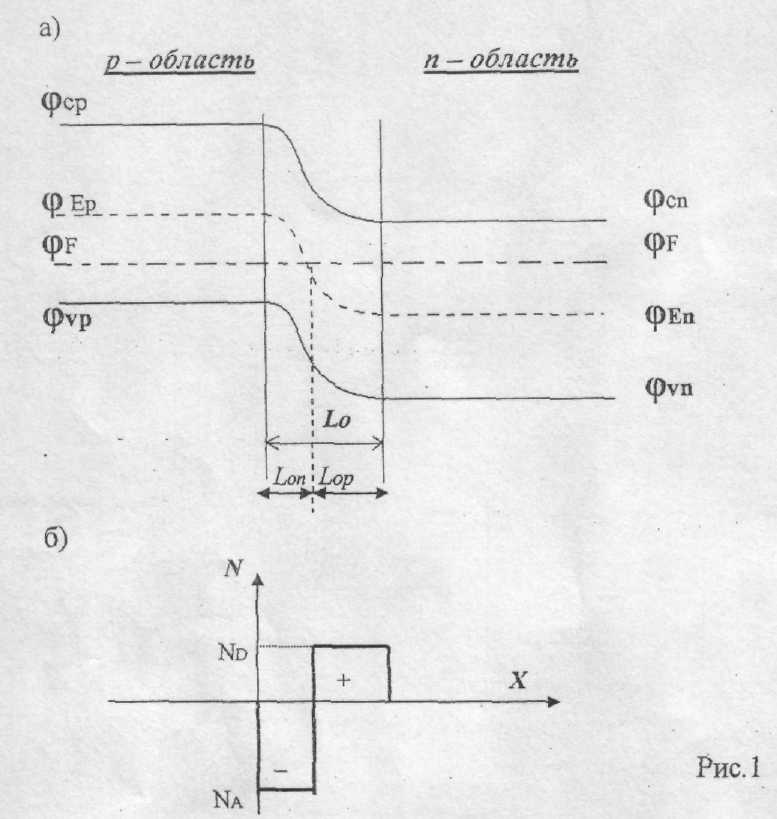 а)
p – область n – область
φcp
φ Ep φcn
φF φF
φvp φEn
φvn
Lo
Lon Lop
б)
N
ND
+ X
–
NA
Рис.1